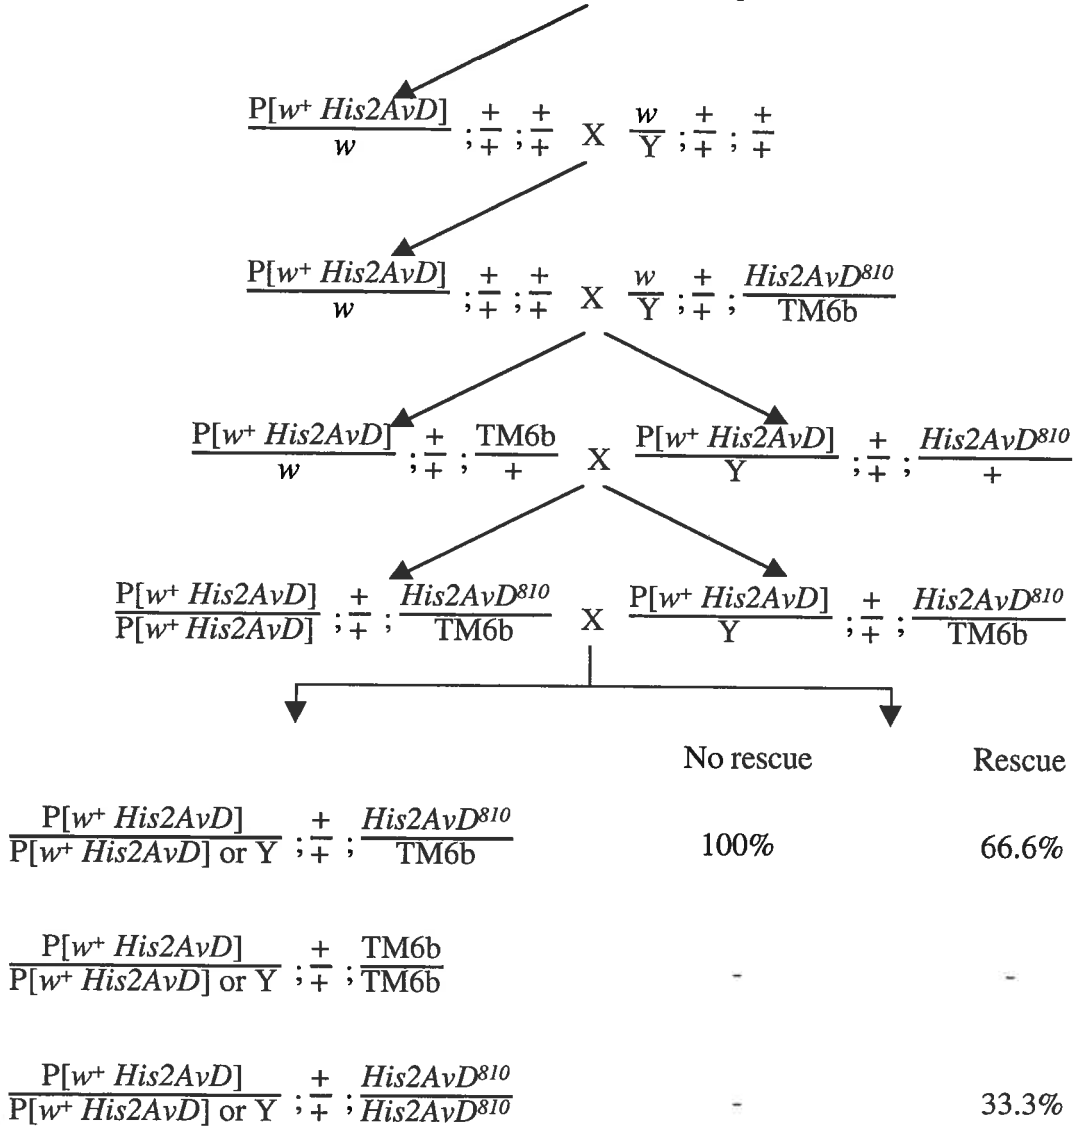 P[w+ His2AvD]/w ; +/+ ; +/+ X w/Y ; +/+ ; +/+
P[w+ His2AvD]/w ; +/+ ; +/+ X w/Y ; +/+ ; His2AvD⁸¹⁰/TM6b
P[w+ His2AvD]/w ; +/+ ; TM6b/+ X P[w+ His2AvD]/Y ; +/+ ; His2AvD⁸¹⁰/+
P[w+ His2AvD]/P[w+ His2AvD] ; +/+ ; His2AvD⁸¹⁰/TM6b X P[w+ His2AvD]/Y ; +/+ ; His2AvD⁸¹⁰/TM6b
No rescue Rescue
P[w+ His2AvD]/P[w+ His2AvD] or Y ; +/+ ; His2AvD⁸¹⁰/TM6b 100% 66.6%
P[w+ His2AvD]/P[w+ His2AvD] or Y ; +/+ ; TM6b/TM6b - -
P[w+ His2AvD]/P[w+ His2AvD] or Y ; +/+ ; His2AvD⁸¹⁰/His2AvD⁸¹⁰ - 33.3%